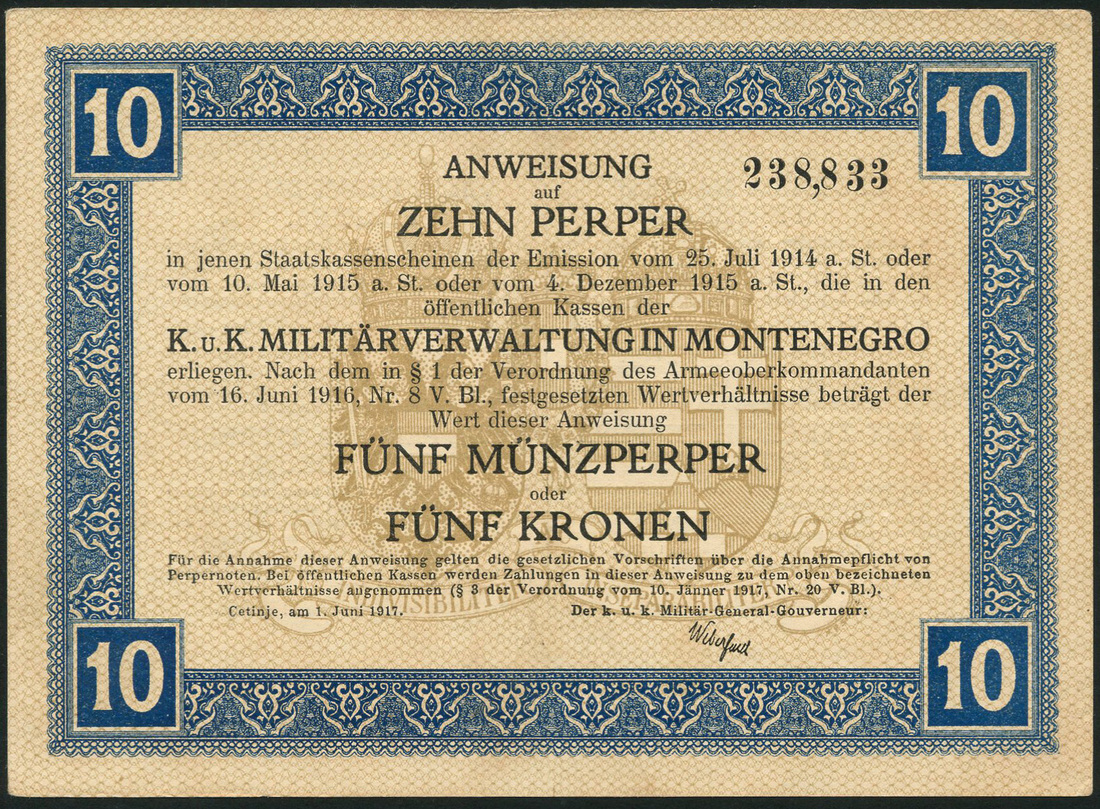 10 10
ANWEISUNG 238,833
auf
ZEHN PERPER
in jenen Staatskassenscheinen der Emission vom 25. Juli 1914 a. St. oder
vom 10. Mai 1915 a. St. oder vom 4. Dezember 1915 a. St., die in den
öffentlichen Kassen der
K. u. K. MILITÄRVERWALTUNG IN MONTENEGRO
erliegen. Nach dem in § 1 der Verordnung des Armeeoberkommandanten
vom 16. Juni 1916, Nr. 8 V. Bl., festgesetzten Wertverhältnisse beträgt der
Wert dieser Anweisung
FÜNF MÜNZPERPER
oder
FÜNF KRONEN
Für die Annahme dieser Anweisung gelten die gesetzlichen Vorschriften über die Annahmepflicht von
Perpernoten. Bei öffentlichen Kassen werden Zahlungen in dieser Anweisung zu dem oben bezeichneten
Wertverhältnisse angenommen (§ 3 der Verordnung vom 10. Jänner 1917, Nr. 20 V. Bl.).
Cetinje, am 1. Juni 1917. Der k. u. k. Militär-General-Gouverneur:
10 10